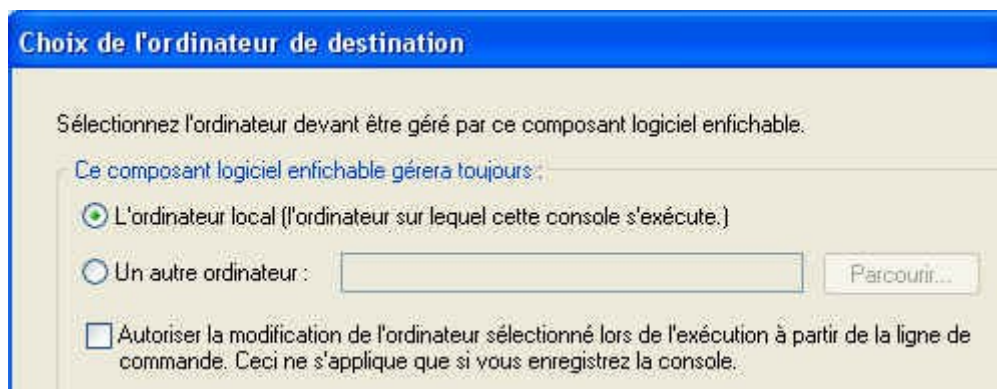 Choix de l'ordinateur de destination
Sélectionnez l'ordinateur devant être géré par ce composant logiciel enfichable.
Ce composant logiciel enfichable gérera toujours :
L'ordinateur local (l'ordinateur sur lequel cette console s'exécute.)
Un autre ordinateur :
Parcourir...
Autoriser la modification de l'ordinateur sélectionné lors de l'exécution à partir de la ligne de
commande. Ceci ne s'applique que si vous enregistrez la console.